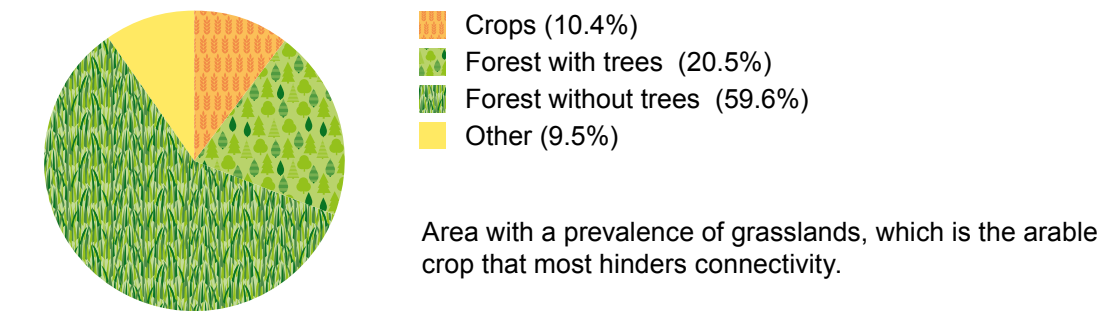 Crops (10.4%)
Forest with trees (20.5%)
Forest without trees (59.6%)
Other (9.5%)
Area with a prevalence of grasslands, which is the arable
crop that most hinders connectivity.